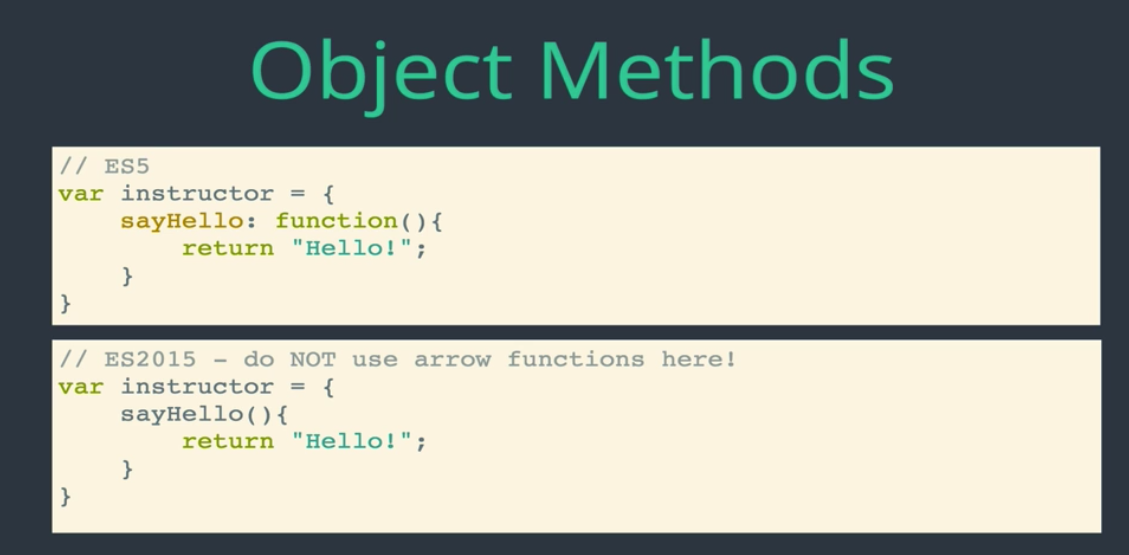 Object Methods
// ES5
var instructor = {
    sayHello: function(){
        return "Hello!";
    }
}
// ES2015 – do NOT use arrow functions here!
var instructor = {
    sayHello(){
        return "Hello!";
    }
}